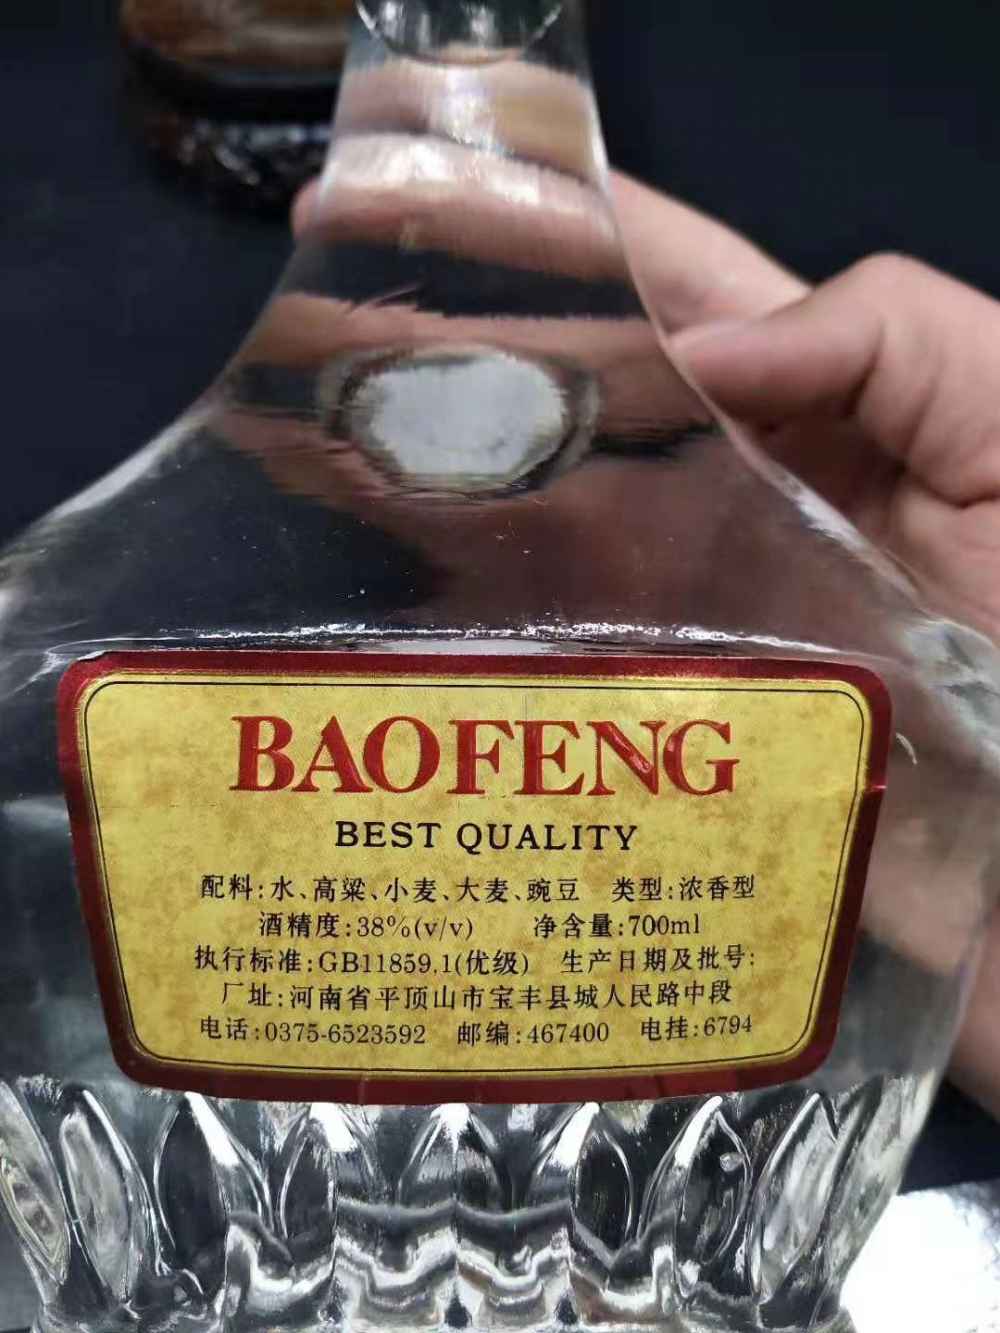 BAOFENG
BEST QUALITY
配料:水、高粱、小麦、大麦、豌豆 类型:浓香型
酒精度:38%(v/v) 净含量:700ml
执行标准:GB11859.1(优级) 生产日期及批号:
厂址:河南省平顶山市宝丰县城人民路中段
电话:0375-6523592 邮编:467400 电挂:6794